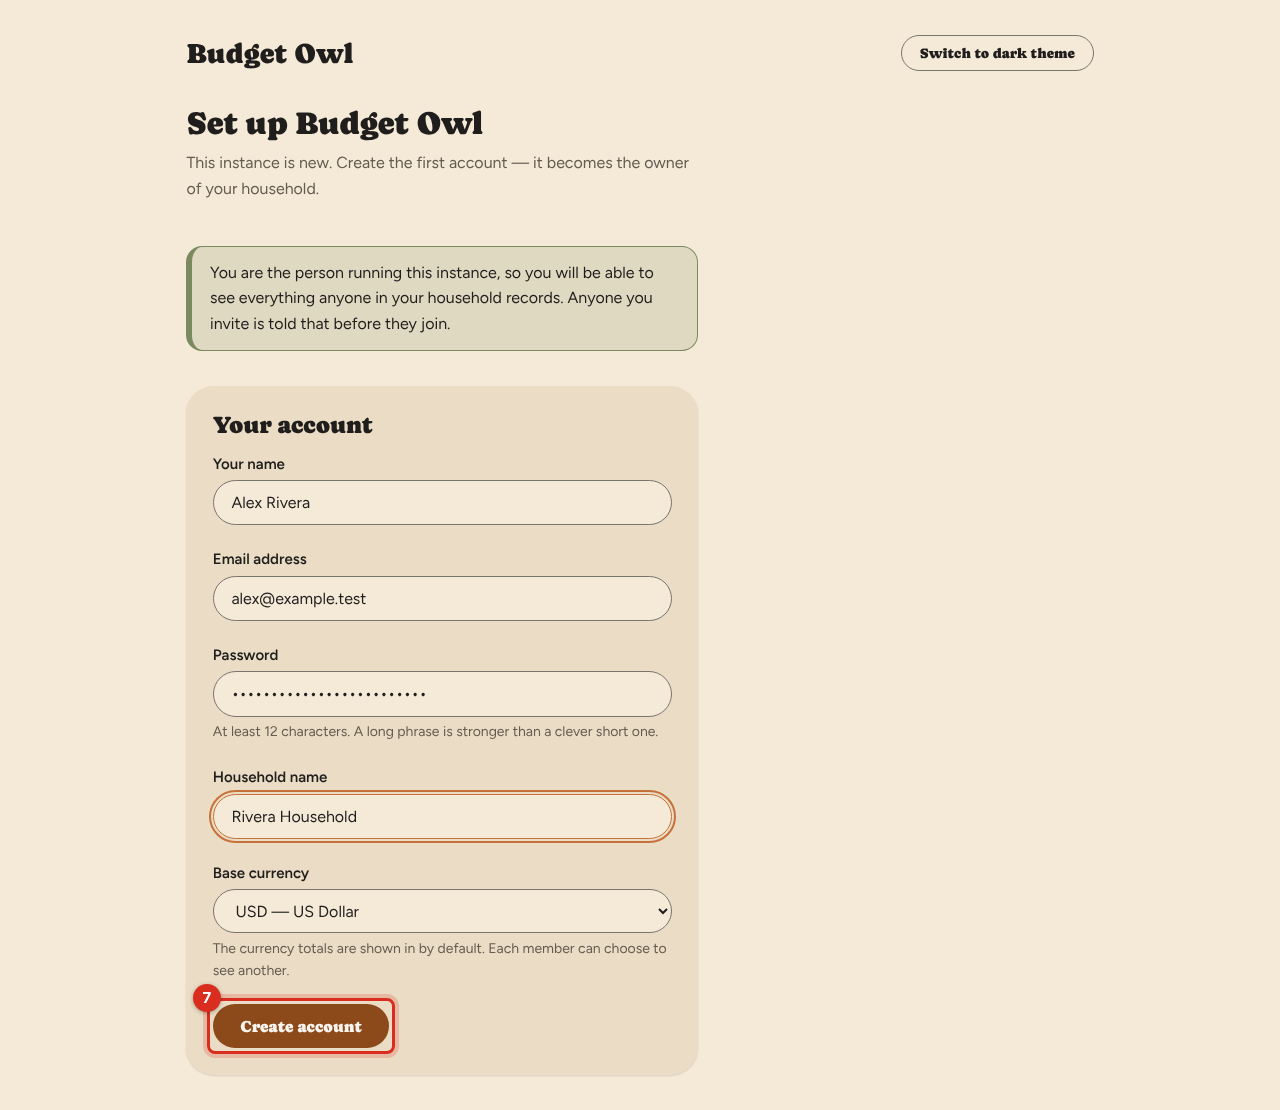 Budget Owl
Switch to dark theme
Set up Budget Owl
This instance is new. Create the first account — it becomes the owner
of your household.
You are the person running this instance, so you will be able to
see everything anyone in your household records. Anyone you
invite is told that before they join.
Your account
Your name
Alex Rivera
Email address
alex@example.test
Password
•••••••••••••••••••••••••
At least 12 characters. A long phrase is stronger than a clever short one.
Household name
Rivera Household
Base currency
USD — US Dollar
The currency totals are shown in by default. Each member can choose to
see another.
7
Create account